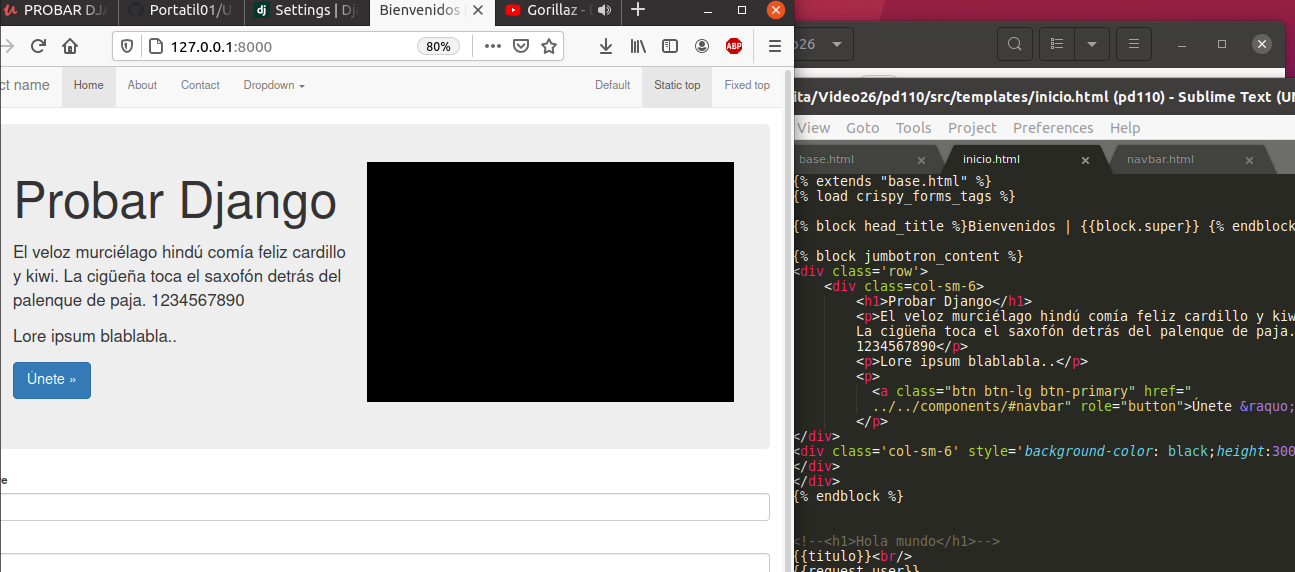 PROBAR DJ
Portatil01/U
Settings | Dj
Bienvenidos
Gorillaz - 
127.0.0.1:8000
80%
ABP
ct name
Home
About
Contact
Dropdown
Default
Static top
Fixed top
Probar Django
El veloz murciélago hindú comía feliz cardillo
y kiwi. La cigüeña toca el saxofón detrás del
palenque de paja. 1234567890
Lore ipsum blablabla..
Únete »
re
o26
ita/Video26/pd110/src/templates/inicio.html (pd110) - Sublime Text (UN
View Goto Tools Project Preferences Help
base.html
inicio.html
navbar.html
{% extends "base.html" %}
{% load crispy_forms_tags %}
{% block head_title %}Bienvenidos | {{block.super}} {% endblock
{% block jumbotron_content %}
<div class='row'>
<div class=col-sm-6>
<h1>Probar Django</h1>
<p>El veloz murciélago hindú comía feliz cardillo y kiw
La cigüeña toca el saxofón detrás del palenque de paja.
1234567890</p>
<p>Lore ipsum blablabla..</p>
<p>
<a class="btn btn-lg btn-primary" href="
../../components/#navbar" role="button">Únete &raquo;
</p>
</div>
<div class='col-sm-6' style='background-color: black;height:300
</div>
</div>
{% endblock %}
<!--<h1>Hola mundo</h1>-->
{{titulo}}<br/>
{{request.user}}